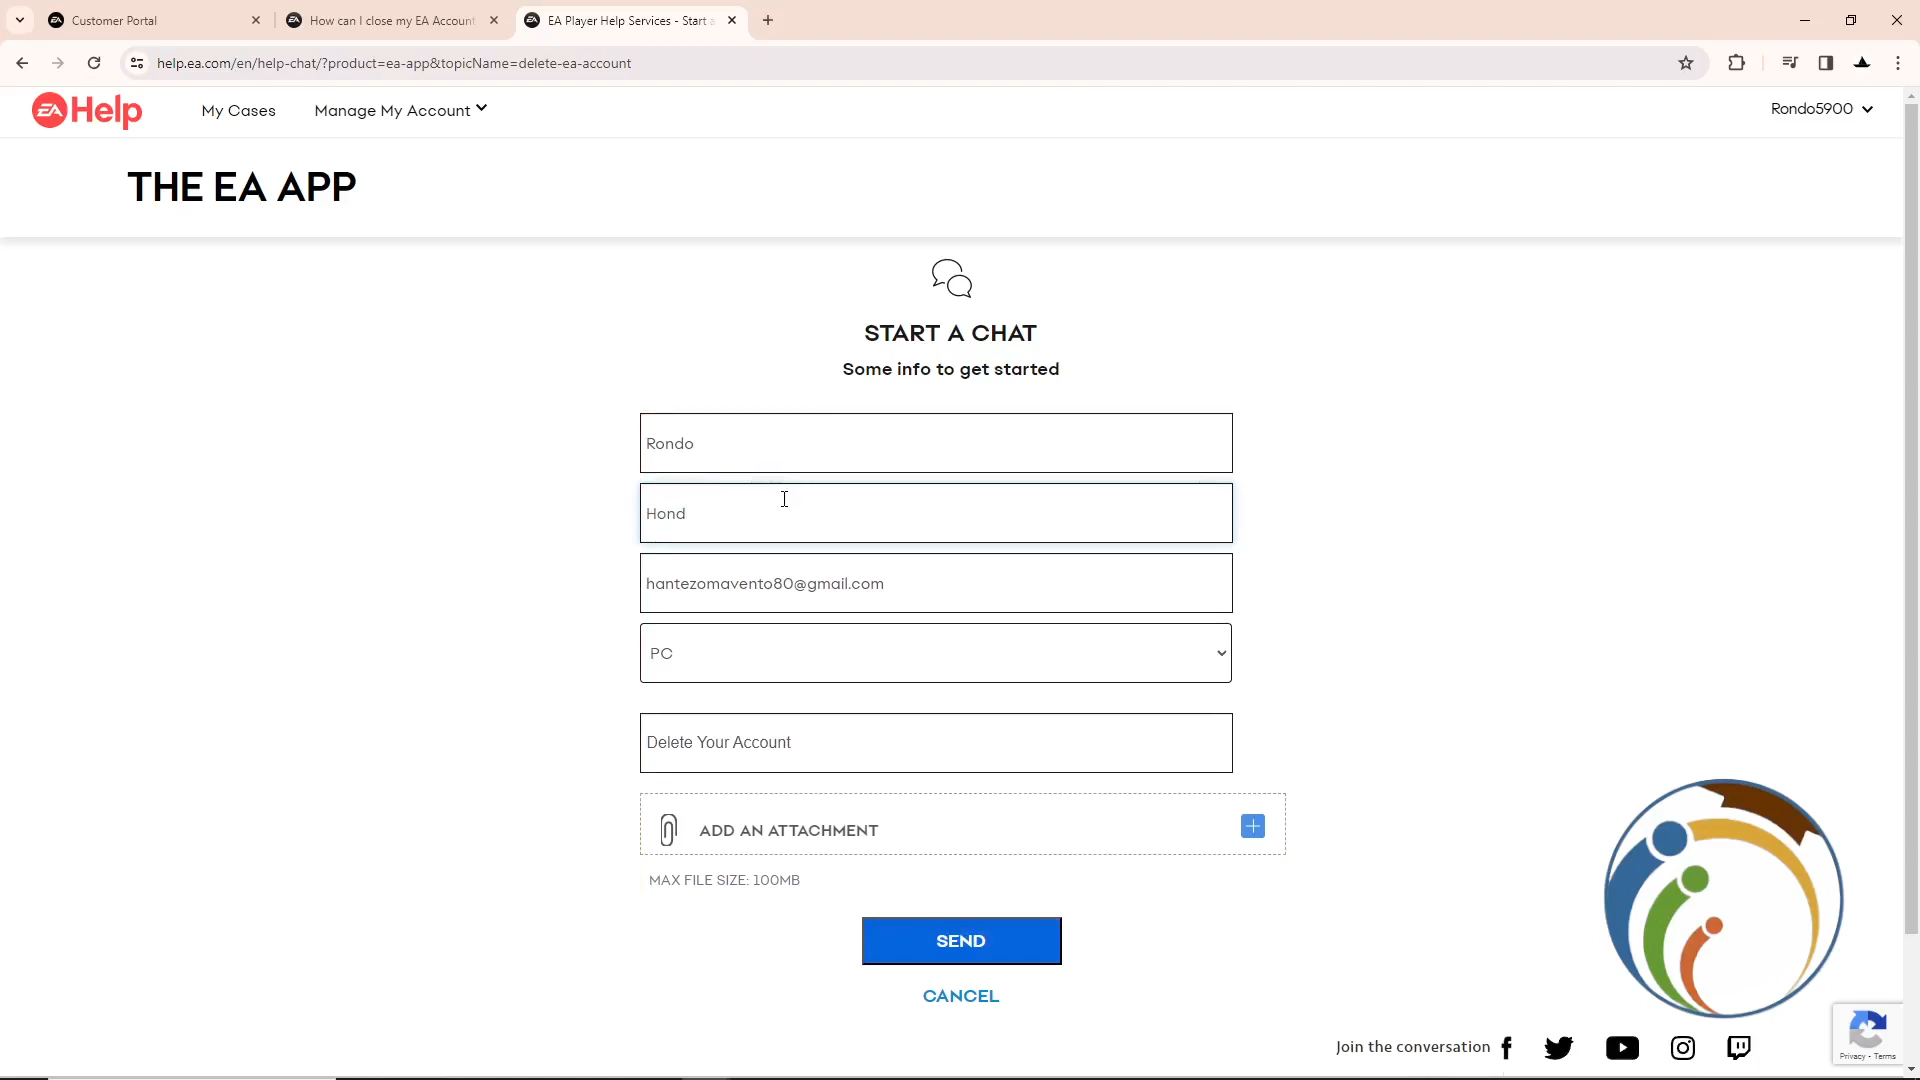 Customer Portal
How can I close my EA Account
EA Player Help Services - Start a
help.ea.com/en/help-chat/?product=ea-app&topicName=delete-ea-account
EA Help
My Cases
Manage My Account
Rondo5900
THE EA APP
START A CHAT
Some info to get started
Rondo
Hond
hantezomavento80@gmail.com
PC
Delete Your Account
ADD AN ATTACHMENT
MAX FILE SIZE: 100MB
SEND
CANCEL
Join the conversation
Privacy - Terms